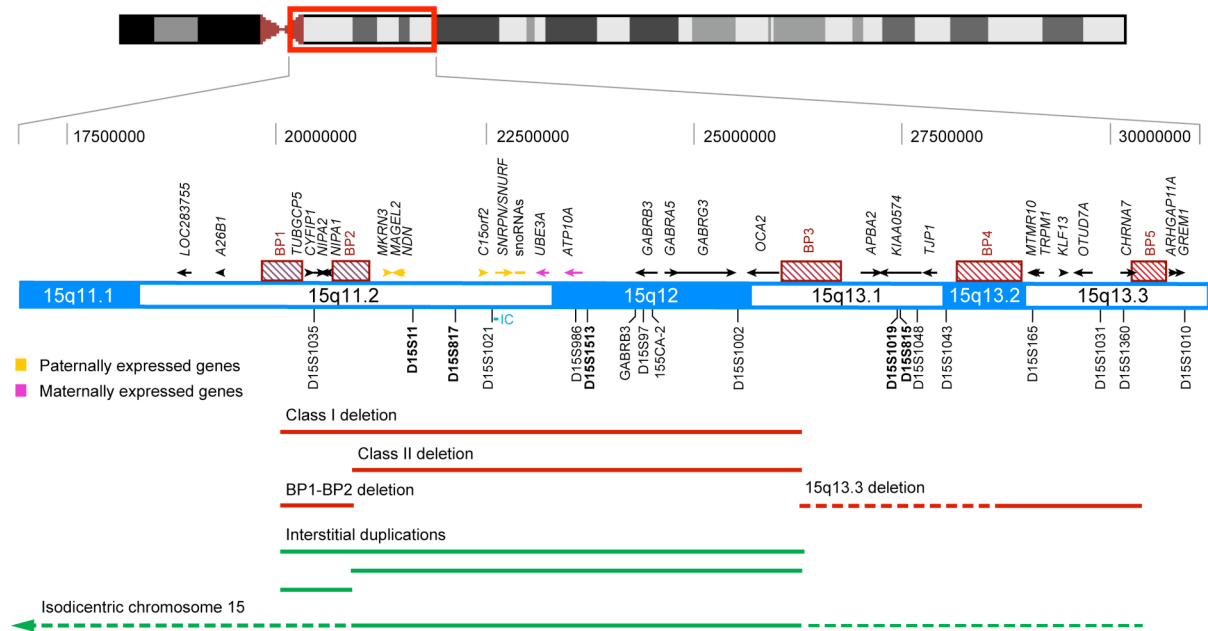 17500000
20000000
22500000
25000000
27500000
30000000
LOC283755
A26B1
BP1
TUBGCP5
CYFIP1
NIPA2
NIPA1
BP2
MKRN3
MAGEL2
NDN
C15orf2
SNRPN/SNURF
snoRNAs
UBE3A
ATP10A
GABRB3
GABRA5
GABRG3
OCA2
BP3
APBA2
KIAA0574
TJP1
BP4
MTMR10
TRPM1
KLF13
OTUD7A
CHRNA7
BP5
ARHGAP11A
GREM1
15q11.1
15q11.2
15q12
15q13.1
15q13.2
15q13.3
IC
D15S1035
D15S11
D15S817
D15S1021
D15S986
D15S1513
GABRB3
D15S97
15SCA-2
D15S1002
D15S1019
D15S815
D15S1048
D15S1043
D15S165
D15S1031
D15S1360
D15S1010
Paternally expressed genes
Maternally expressed genes
Class I deletion
Class II deletion
BP1-BP2 deletion
15q13.3 deletion
Interstitial duplications
Isodicentric chromosome 15